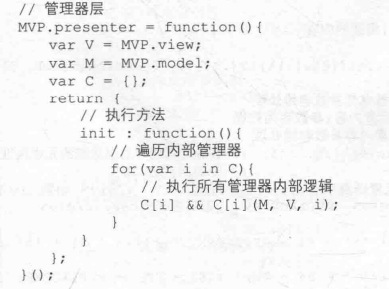 // 管理器层
MVP.presenter = function(){
    var V = MVP.view;
    var M = MVP.model;
    var C = {};
    return {
        // 执行方法
        init : function(){
            // 遍历内部管理器
            for(var i in C){
                // 执行所有管理器内部逻辑
                C[i] && C[i](M, V, i);
            }
        }
    };
}();